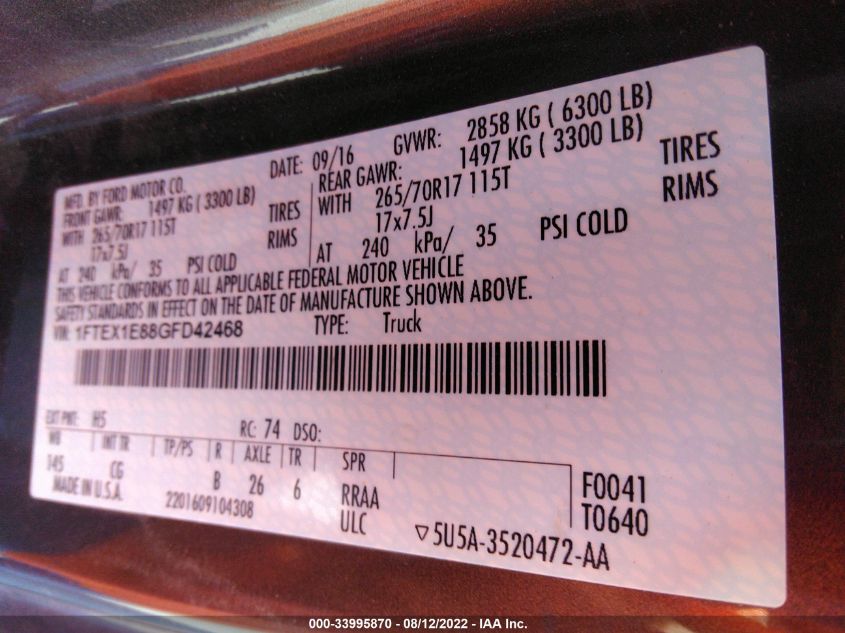 MFD. BY FORD MOTOR CO.
DATE: 09/16
GVWR: 2858 KG ( 6300 LB)
FRONT GAWR: 1497 KG ( 3300 LB)
REAR GAWR: 1497 KG ( 3300 LB)
WITH 265/70R17 115T TIRES
WITH 265/70R17 115T TIRES
17x7.5J RIMS
17x7.5J RIMS
AT 240 kPa/ 35 PSI COLD
AT 240 kPa/ 35 PSI COLD
THIS VEHICLE CONFORMS TO ALL APPLICABLE FEDERAL MOTOR VEHICLE
SAFETY STANDARDS IN EFFECT ON THE DATE OF MANUFACTURE SHOWN ABOVE.
VIN: 1FTEX1E88GFD42468
TYPE: Truck
EXT PNT: H5 RC: 74 DSO:
WB INT TR TP/PS R AXLE TR SPR
145 CG B 26 6 RRAA
F0041
MADE IN U.S.A. 2201609104308 ULC
T0640
▽5U5A-3520472-AA
000-33995870 - 08/12/2022 - IAA Inc.